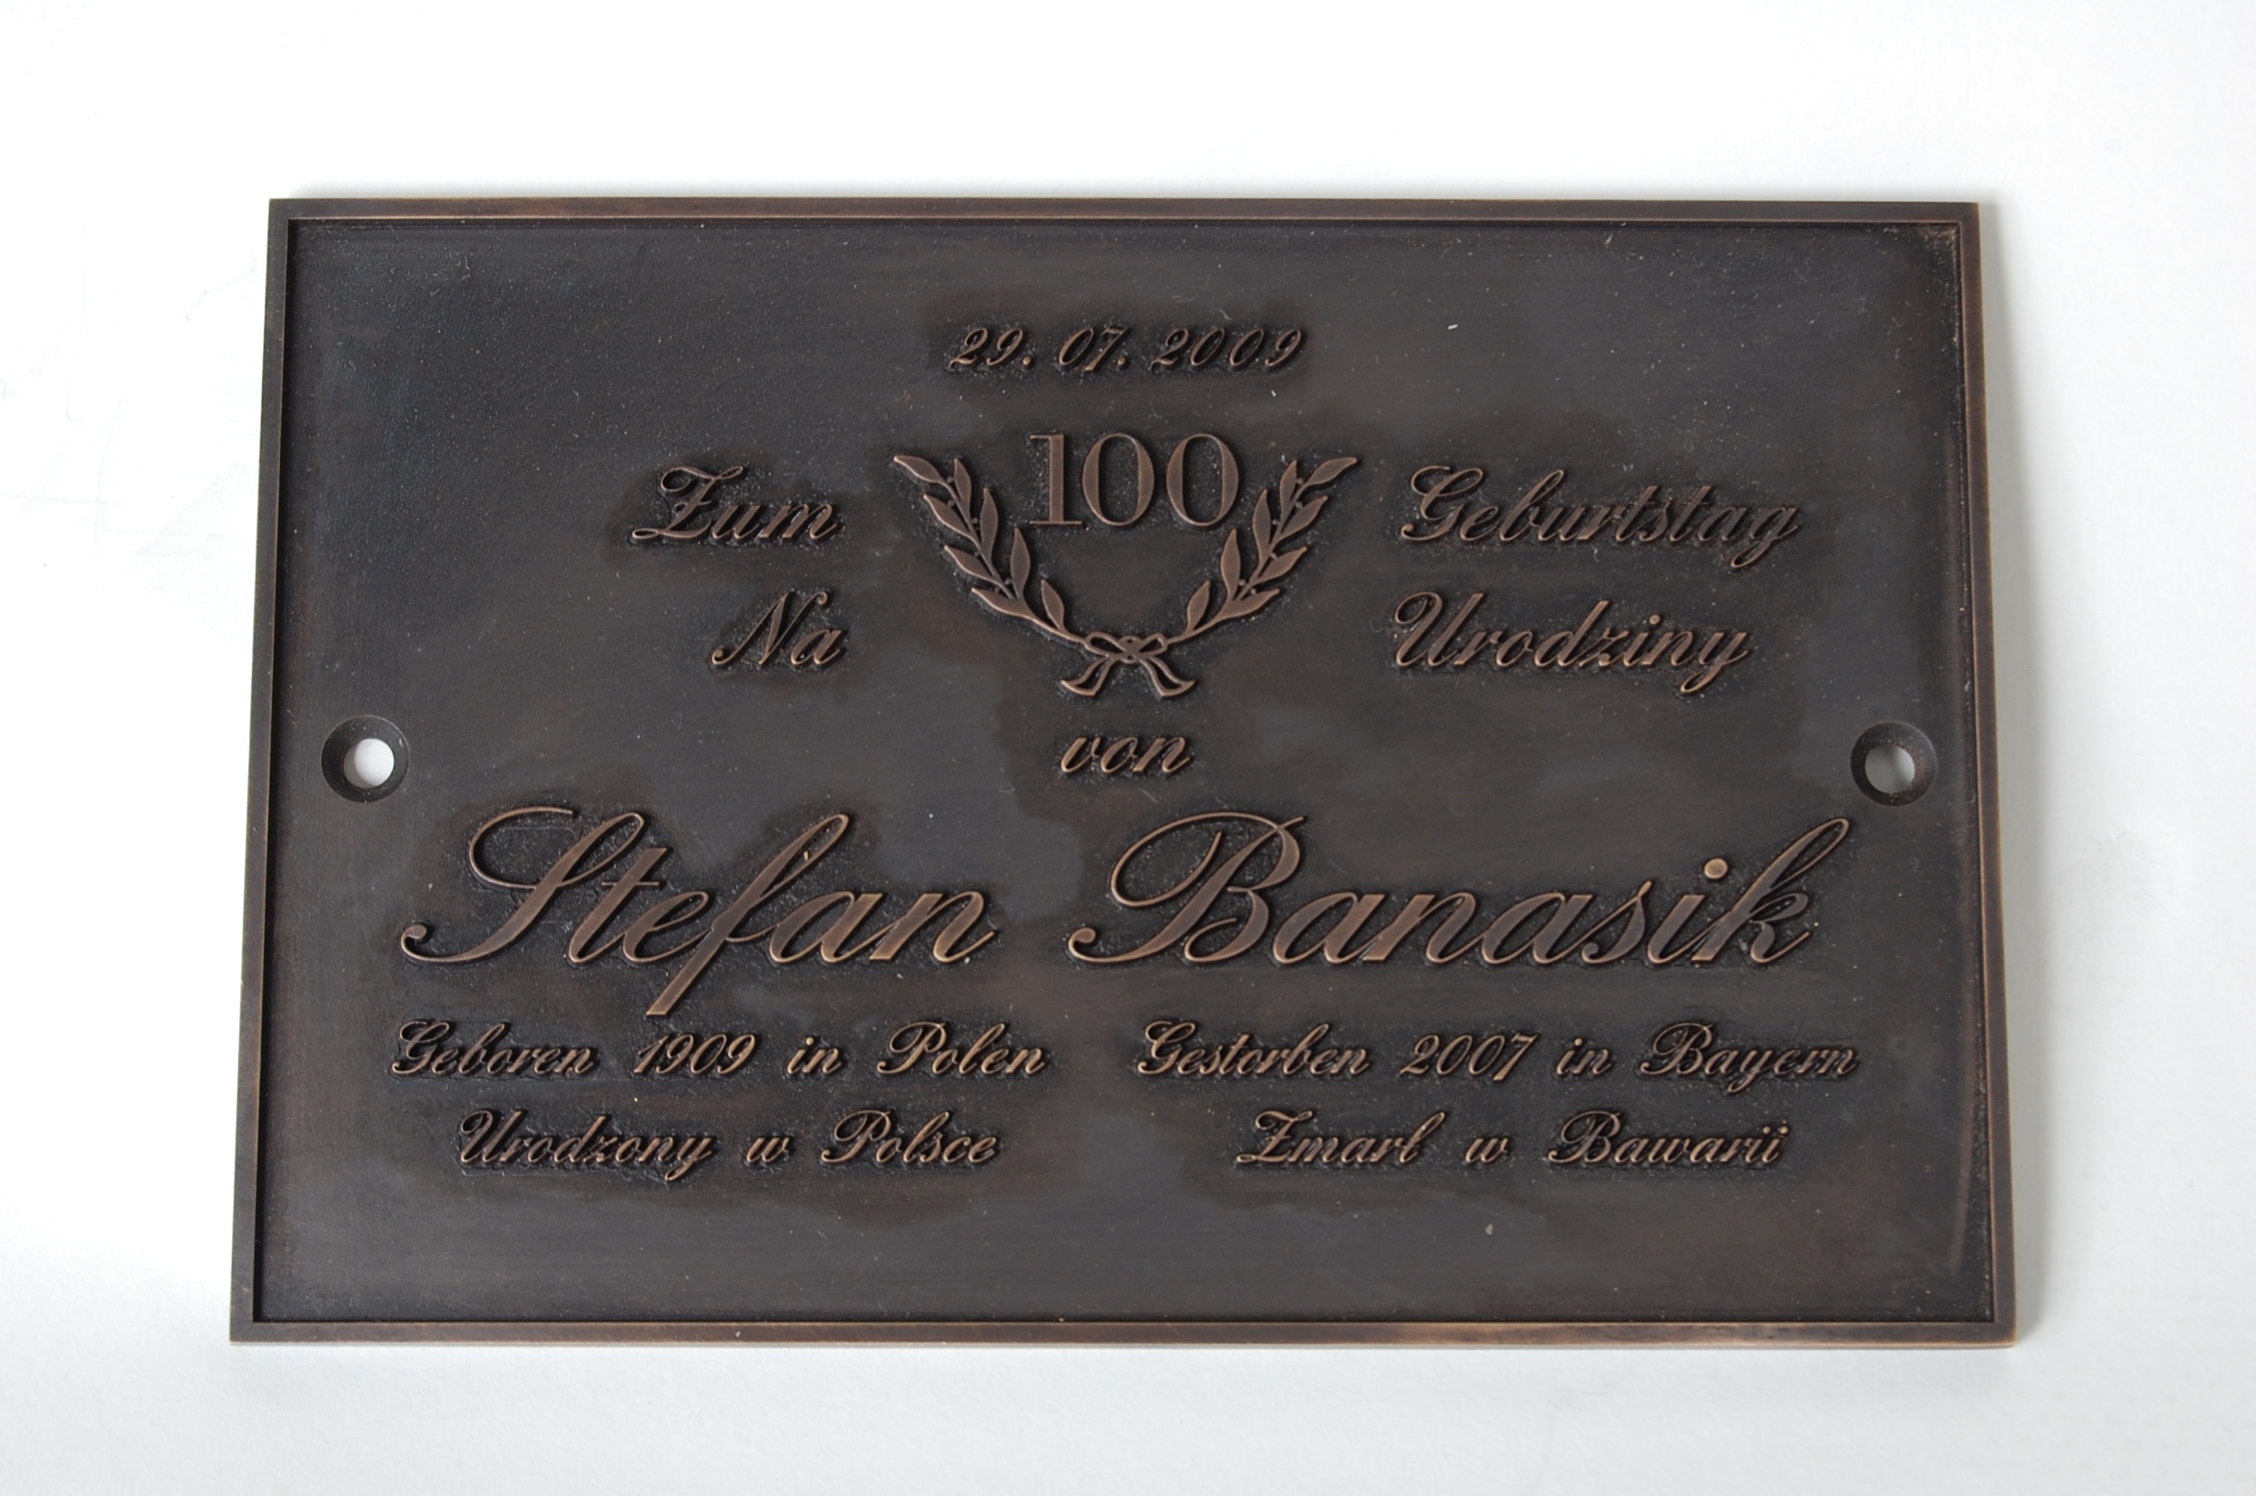 29. 07. 2009
Zum 100 Geburtstag
Na Urodziny
von
Stefan Banasik
Geboren 1909 in Polen Gestorben 2007 in Bayern
Urodzony w Polsce Zmarl w Bawarii